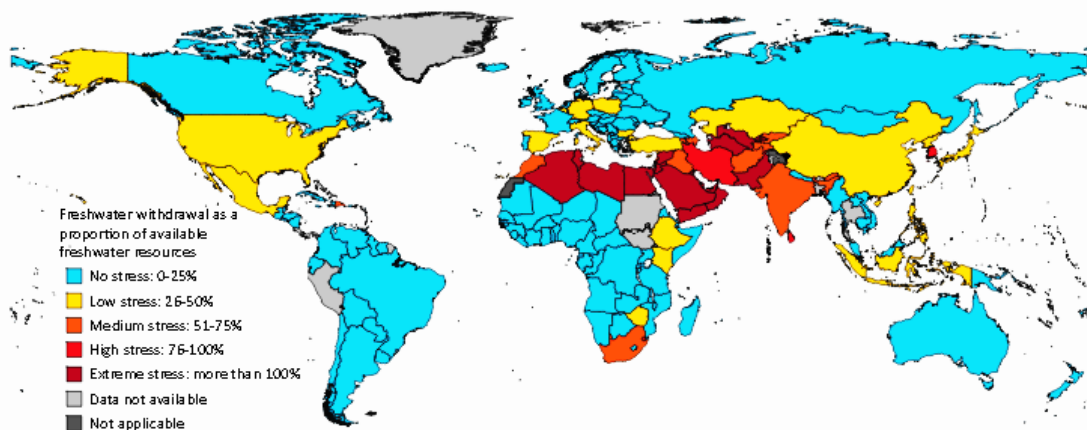 Freshwater withdrawal as a
proportion of available
freshwater resources
No stress: 0-25%
Low stress: 26-50%
Medium stress: 51-75%
High stress: 76-100%
Extreme stress: more than 100%
Data not available
Not applicable